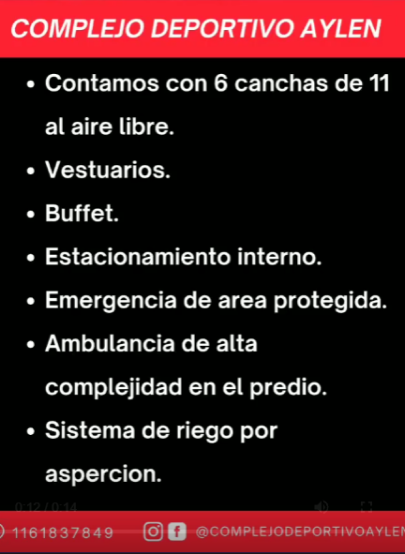 COMPLEJO DEPORTIVO AYLEN
• Contamos con 6 canchas de 11
al aire libre.
• Vestuarios.
• Buffet.
• Estacionamiento interno.
• Emergencia de area protegida.
• Ambulancia de alta
complejidad en el predio.
• Sistema de riego por
aspercion.
0:12 / 0:14
1161837849 @COMPLEJODEPORTIVOAYLEN